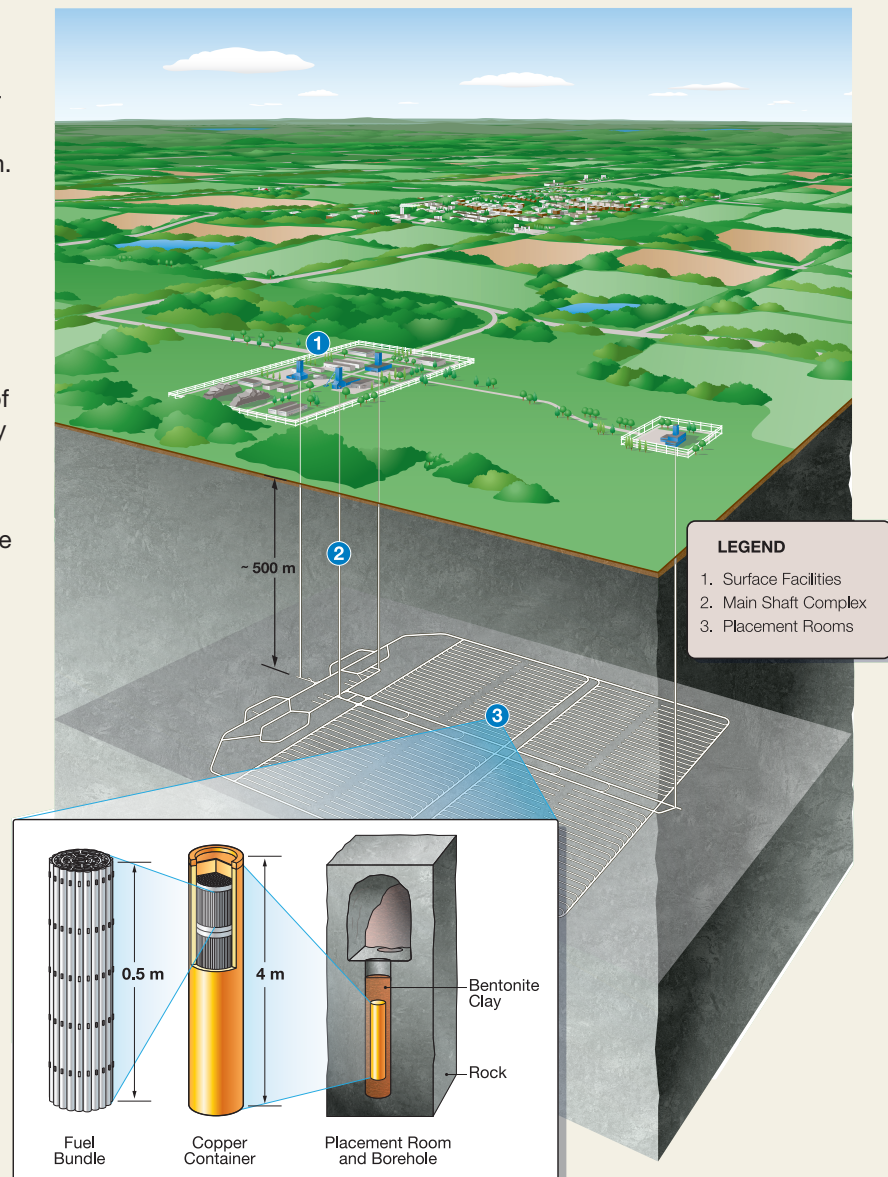 n.
of
y
e
1
2
~ 500 m
LEGEND
1. Surface Facilities
2. Main Shaft Complex
3. Placement Rooms
3
0.5 m
4 m
Bentonite
Clay
Rock
Fuel
Bundle
Copper
Container
Placement Room
and Borehole